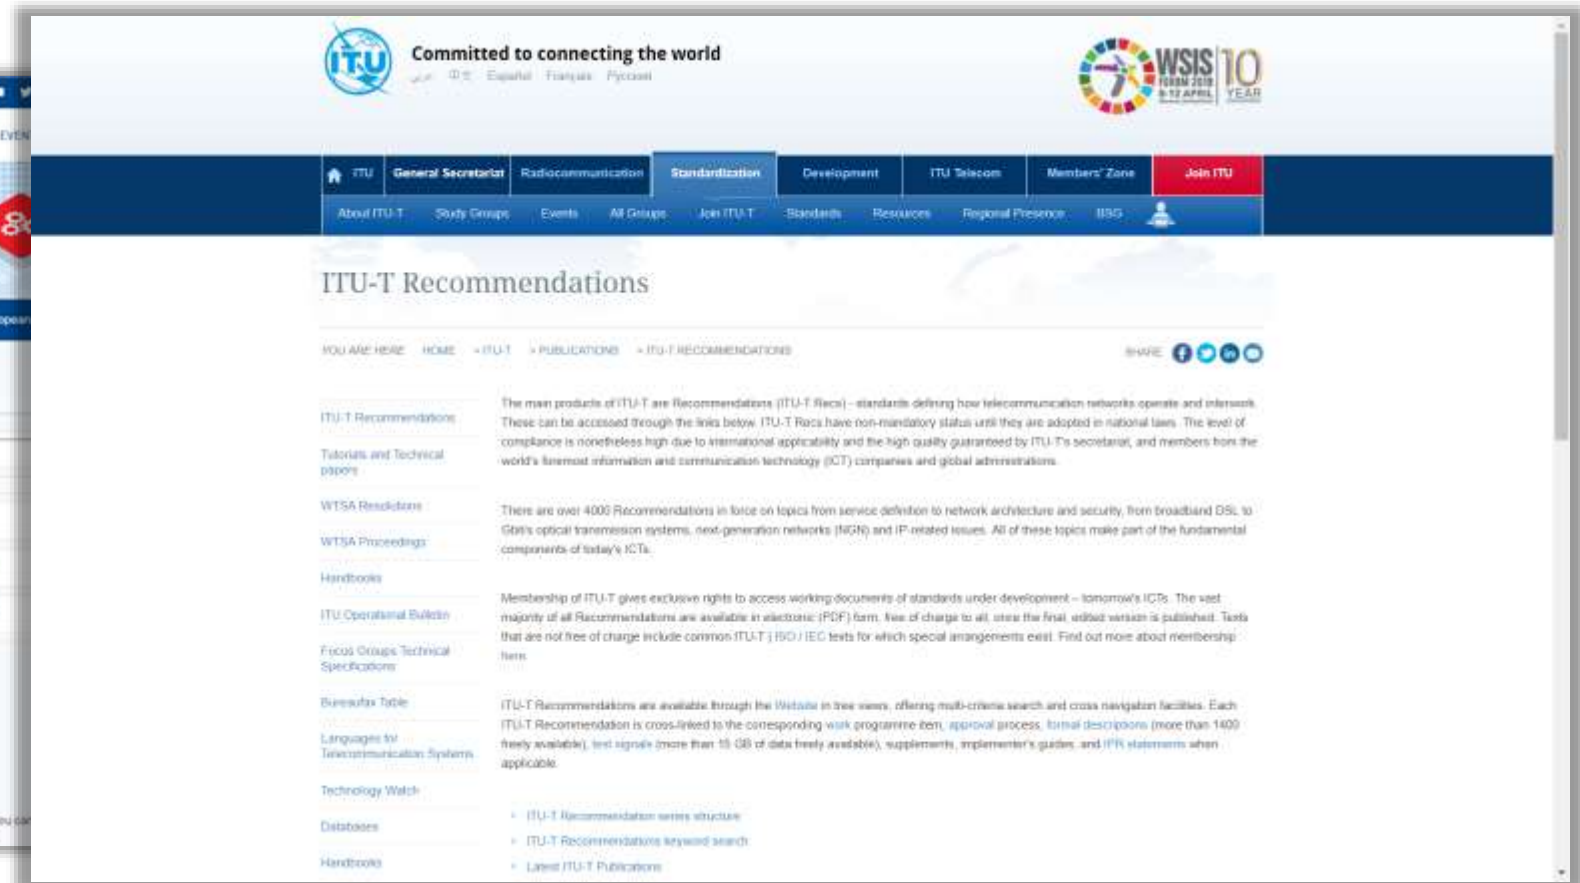 ITU
Committed to connecting the world
عربي 中文 Español Français Русский
WSIS 10
FORUM 2019
8-12 APRIL YEAR
EVEN
ITU General Secretariat Radiocommunication Standardization Development ITU Telecom Members' Zone Join ITU
About ITU-T Study Groups Events All Groups Join ITU-T Standards Resources Regional Presence BSG
ITU-T Recommendations
YOU ARE HERE HOME > ITU-T > PUBLICATIONS > ITU-T RECOMMENDATIONS
SHARE
ITU-T Recommendations
Tutorials and Technical
papers
WTSA Resolutions
WTSA Proceedings
Handbooks
ITU Operational Bulletin
Focus Groups Technical
Specifications
Bureaufax Table
Languages for
Telecommunication Systems
Technology Watch
Databases
Handbooks
The main products of ITU-T are Recommendations (ITU-T Recs) - standards defining how telecommunication networks operate and interwork.
These can be accessed through the links below. ITU-T Recs have non-mandatory status until they are adopted in national laws. The level of
compliance is nonetheless high due to international applicability and the high quality guaranteed by ITU-T's secretariat, and members from the
world's foremost information and communication technology (ICT) companies and global administrations.
There are over 4000 Recommendations in force on topics from service definition to network architecture and security, from broadband DSL to
Gbit/s optical transmission systems, next-generation networks (NGN) and IP-related issues. All of these topics make part of the fundamental
components of today's ICTs.
Membership of ITU-T gives exclusive rights to access working documents of standards under development – tomorrow's ICTs. The vast
majority of all Recommendations are available in electronic (PDF) form, free of charge to all, once the final, edited version is published. Texts
that are not free of charge include common ITU-T | ISO / IEC texts for which special arrangements exist. Find out more about membership
here.
ITU-T Recommendations are available through the Website in tree views, offering multi-criteria search and cross navigation facilities. Each
ITU-T Recommendation is cross-linked to the corresponding work programme item, approval process, formal descriptions (more than 1400
freely available), test signals (more than 15 GB of data freely available), supplements, implementer's guides, and IPR statements when
applicable.
ITU-T Recommendation series structure
ITU-T Recommendations keyword search
Latest ITU-T Publications